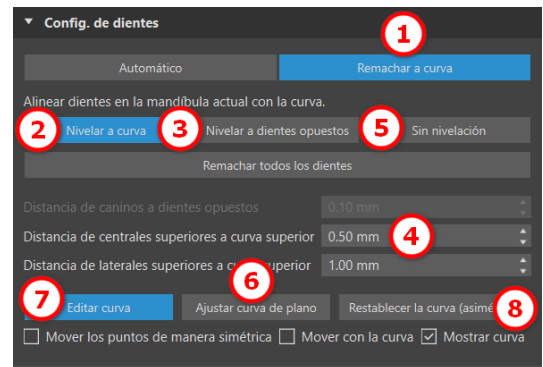 Config. de dientes
1
Automático Remachar a curva
Alinear dientes en la mandíbula actual con la curva.
2 Nivelar a curva 3 Nivelar a dientes opuestos 5 Sin nivelación
Remachar todos los dientes
Distancia de caninos a dientes opuestos 0.10 mm
Distancia de centrales superiores a curva superior 0.50 mm 4
Distancia de laterales superiores a superior 1.00 mm
6
7 Editar curva Ajustar curva de plano Restablecer la curva 8
Mover los puntos de manera simétrica Mover con la curva Mostrar curva